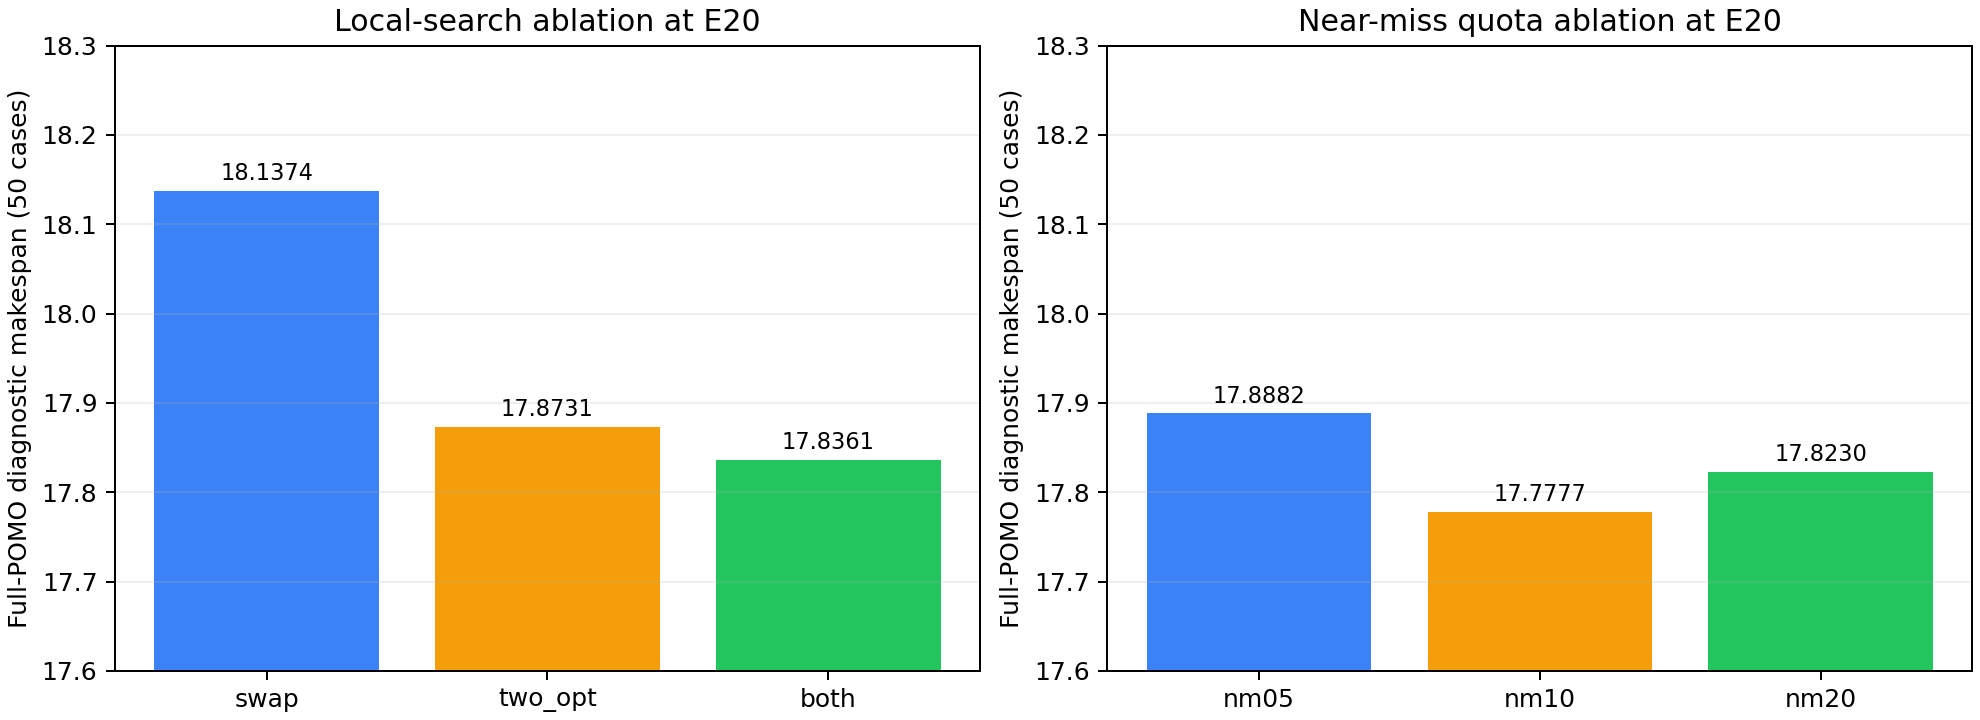 Local-search ablation at E20
Full-POMO diagnostic makespan (50 cases)
18.3
18.2
18.1
18.0
17.9
17.8
17.7
17.6
18.1374
17.8731
17.8361
swap
two_opt
both
Near-miss quota ablation at E20
Full-POMO diagnostic makespan (50 cases)
18.3
18.2
18.1
18.0
17.9
17.8
17.7
17.6
17.8882
17.7777
17.8230
nm05
nm10
nm20